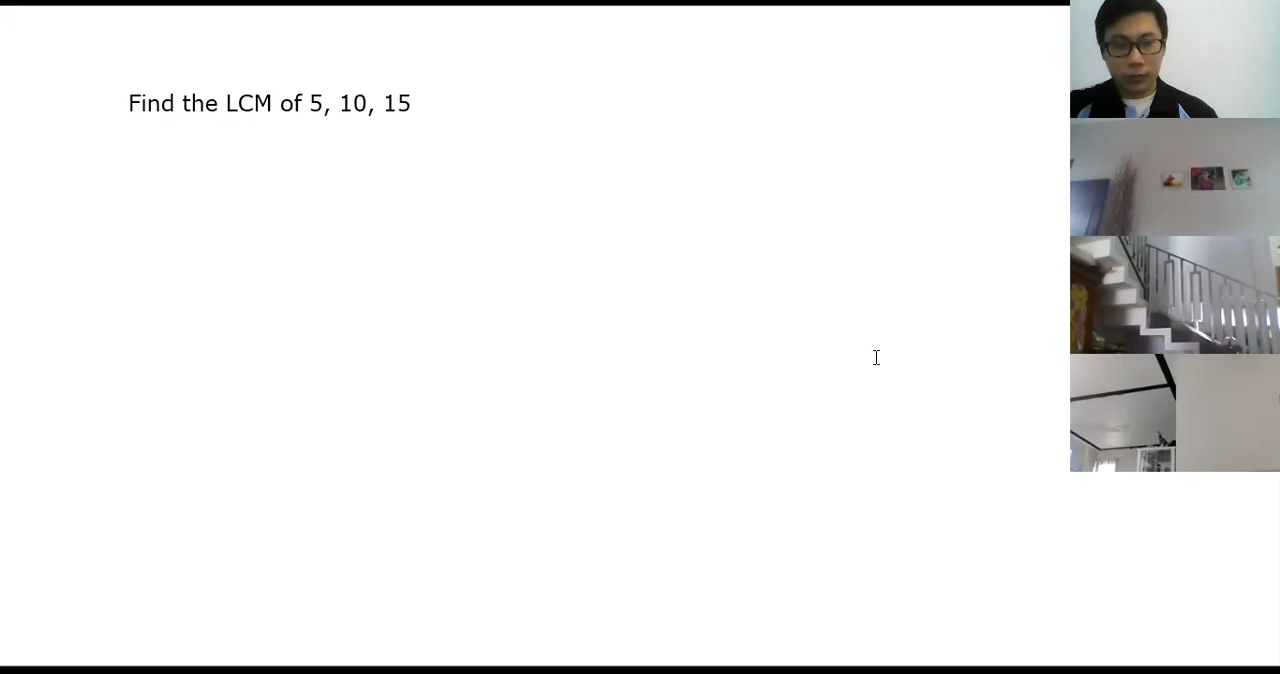 Find the LCM of 5, 10, 15